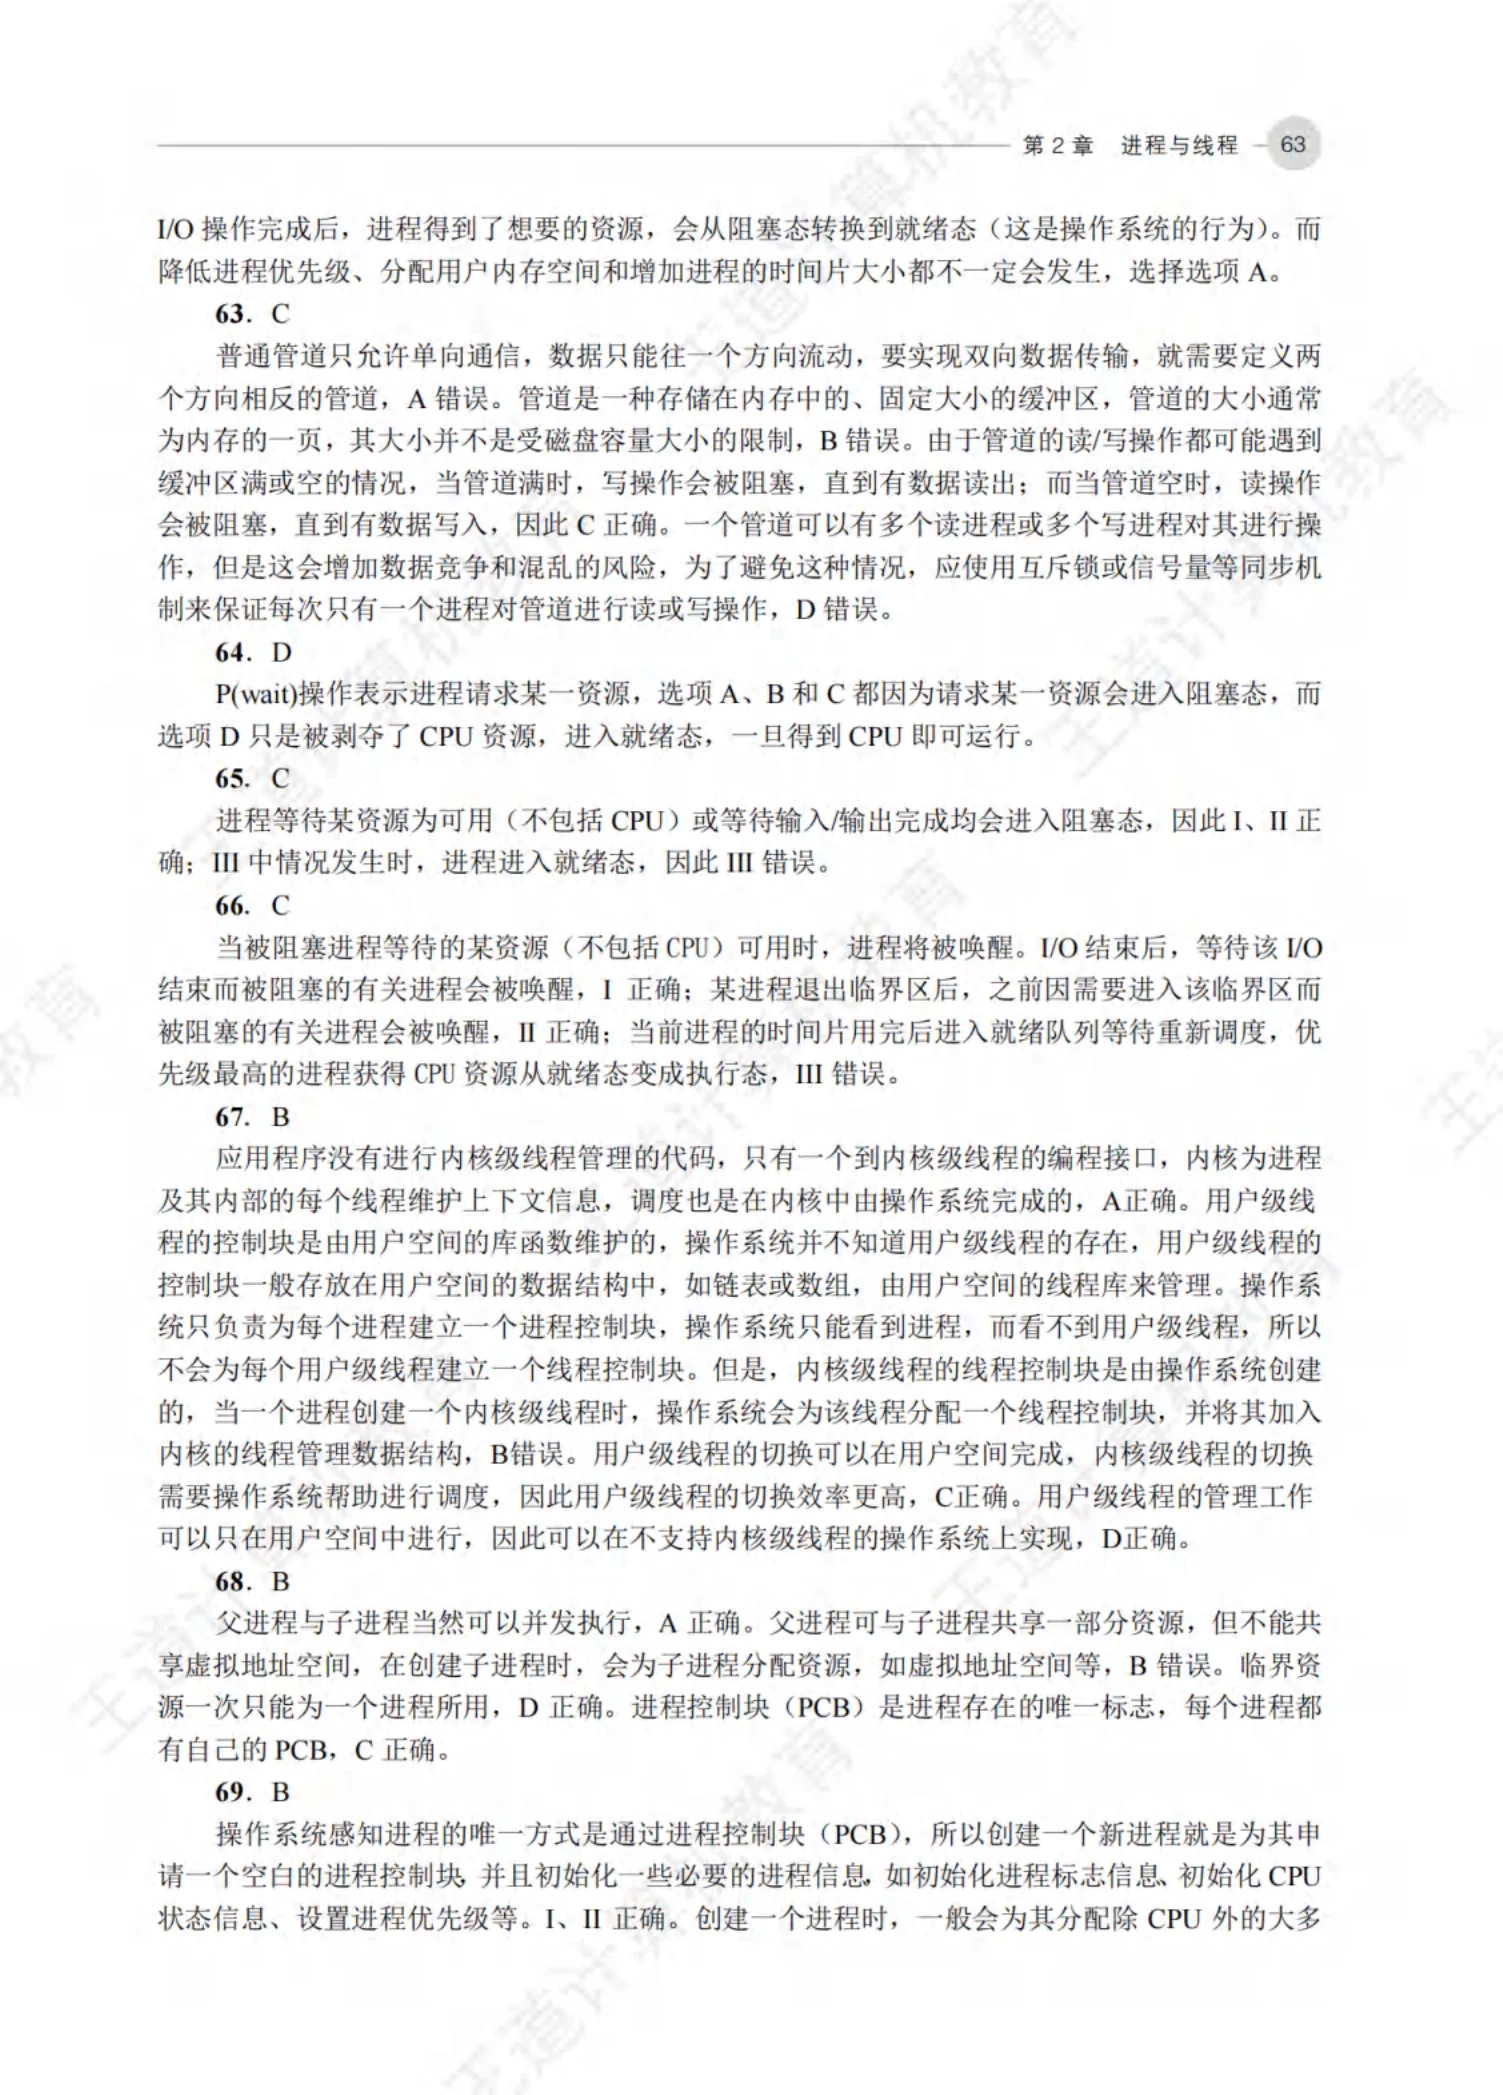 第 2 章　进程与线程　63
I/O 操作完成后，进程得到了想要的资源，会从阻塞态转换到就绪态（这是操作系统的行为）。而
降低进程优先级、分配用户内存空间和增加进程的时间片大小都不一定会发生，选择选项 A。
63．C
普通管道只允许单向通信，数据只能往一个方向流动，要实现双向数据传输，就需要定义两
个方向相反的管道，A 错误。管道是一种存储在内存中的、固定大小的缓冲区，管道的大小通常
为内存的一页，其大小并不是受磁盘容量大小的限制，B 错误。由于管道的读/写操作都可能遇到
缓冲区满或空的情况，当管道满时，写操作会被阻塞，直到有数据读出；而当管道空时，读操作
会被阻塞，直到有数据写入，因此 C 正确。一个管道可以有多个读进程或多个写进程对其进行操
作，但是这会增加数据竞争和混乱的风险，为了避免这种情况，应使用互斥锁或信号量等同步机
制来保证每次只有一个进程对管道进行读或写操作，D 错误。
64．D
P(wait)操作表示进程请求某一资源，选项 A、B 和 C 都因为请求某一资源会进入阻塞态，而
选项 D 只是被剥夺了 CPU 资源，进入就绪态，一旦得到 CPU 即可运行。
65．C
进程等待某资源为可用（不包括 CPU）或等待输入/输出完成均会进入阻塞态，因此 I、II 正
确；III 中情况发生时，进程进入就绪态，因此 III 错误。
66．C
当被阻塞进程等待的某资源（不包括 CPU）可用时，进程将被唤醒。I/O 结束后，等待该 I/O
结束而被阻塞的有关进程会被唤醒，I 正确；某进程退出临界区后，之前因需要进入该临界区而
被阻塞的有关进程会被唤醒，II 正确；当前进程的时间片用完后进入就绪队列等待重新调度，优
先级最高的进程获得 CPU 资源从就绪态变成执行态，III 错误。
67．B
应用程序没有进行内核级线程管理的代码，只有一个到内核级线程的编程接口，内核为进程
及其内部的每个线程维护上下文信息，调度也是在内核中由操作系统完成的，A正确。用户级线
程的控制块是由用户空间的库函数维护的，操作系统并不知道用户级线程的存在，用户级线程的
控制块一般存放在用户空间的数据结构中，如链表或数组，由用户空间的线程库来管理。操作系
统只负责为每个进程建立一个进程控制块，操作系统只能看到进程，而看不到用户级线程，所以
不会为每个用户级线程建立一个线程控制块。但是，内核级线程的线程控制块是由操作系统创建
的，当一个进程创建一个内核级线程时，操作系统会为该线程分配一个线程控制块，并将其加入
内核的线程管理数据结构，B错误。用户级线程的切换可以在用户空间完成，内核级线程的切换
需要操作系统帮助进行调度，因此用户级线程的切换效率更高，C正确。用户级线程的管理工作
可以只在用户空间中进行，因此可以在不支持内核级线程的操作系统上实现，D正确。
68．B
父进程与子进程当然可以并发执行，A 正确。父进程可与子进程共享一部分资源，但不能共
享虚拟地址空间，在创建子进程时，会为子进程分配资源，如虚拟地址空间等，B 错误。临界资
源一次只能为一个进程所用，D 正确。进程控制块（PCB）是进程存在的唯一标志，每个进程都
有自己的 PCB，C 正确。
69．B
操作系统感知进程的唯一方式是通过进程控制块（PCB），所以创建一个新进程就是为其申
请一个空白的进程控制块，并且初始化一些必要的进程信息，如初始化进程标志信息、初始化 CPU
状态信息、设置进程优先级等。I、II 正确。创建一个进程时，一般会为其分配除 CPU 外的大多
王道计算机教育
王道计算机教育
王道计算机教育
王道计算机教育
王道计算机教育
王道计算机教育
王道计算机教育
教育
王道